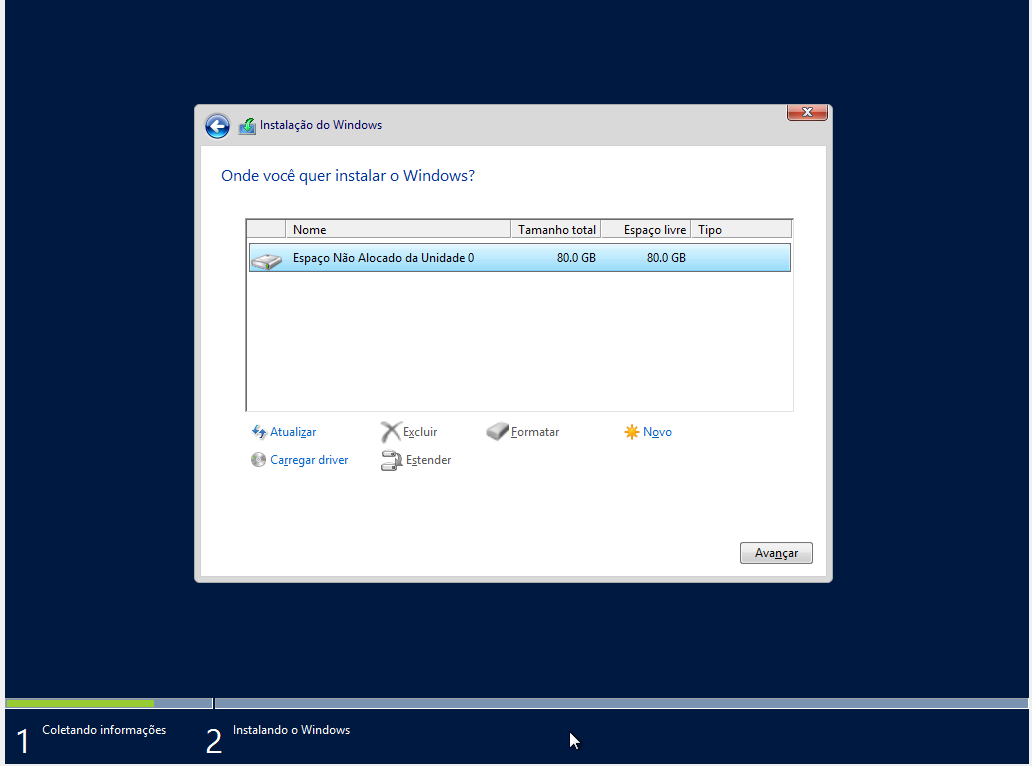 Instalação do Windows
Onde você quer instalar o Windows?
Nome Tamanho total Espaço livre Tipo
Espaço Não Alocado da Unidade 0 80.0 GB 80.0 GB
Atualizar Excluir Formatar Novo
Carregar driver Estender
Avançar
1 Coletando informações 2 Instalando o Windows